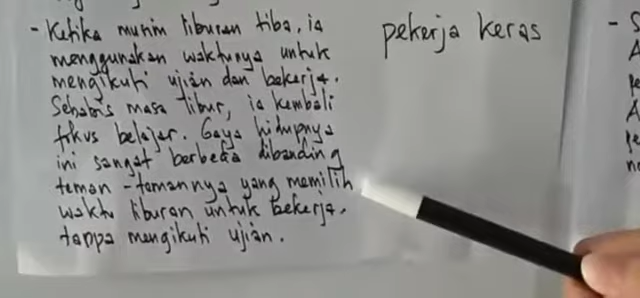 - Ketika musim liburan tiba, ia
menggunakan waktunya untuk
mengikuti ujian dan bekerja.
Sehabis masa libur, ia kembali
fokus belajar. Gaya hidupnya
ini sangat berbeda dibanding
teman-temannya yang memilih
waktu liburan untuk bekerja.
tanpa mengikuti ujian.
pekerja keras
- S
A
A